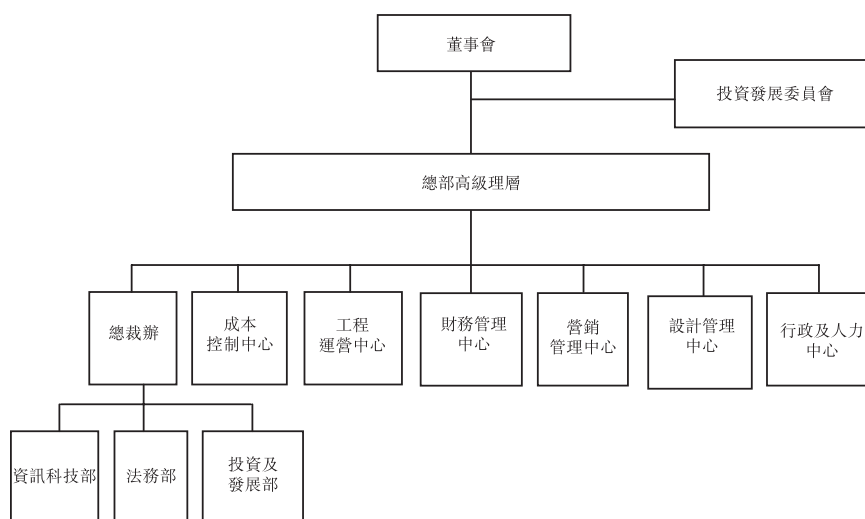 董事會
投資發展委員會
總部高級理層
總裁辦
成本
控制中心
工程
運營中心
財務管理
中心
營銷
管理中心
設計管理
中心
行政及人力
中心
資訊科技部
法務部
投資及
發展部